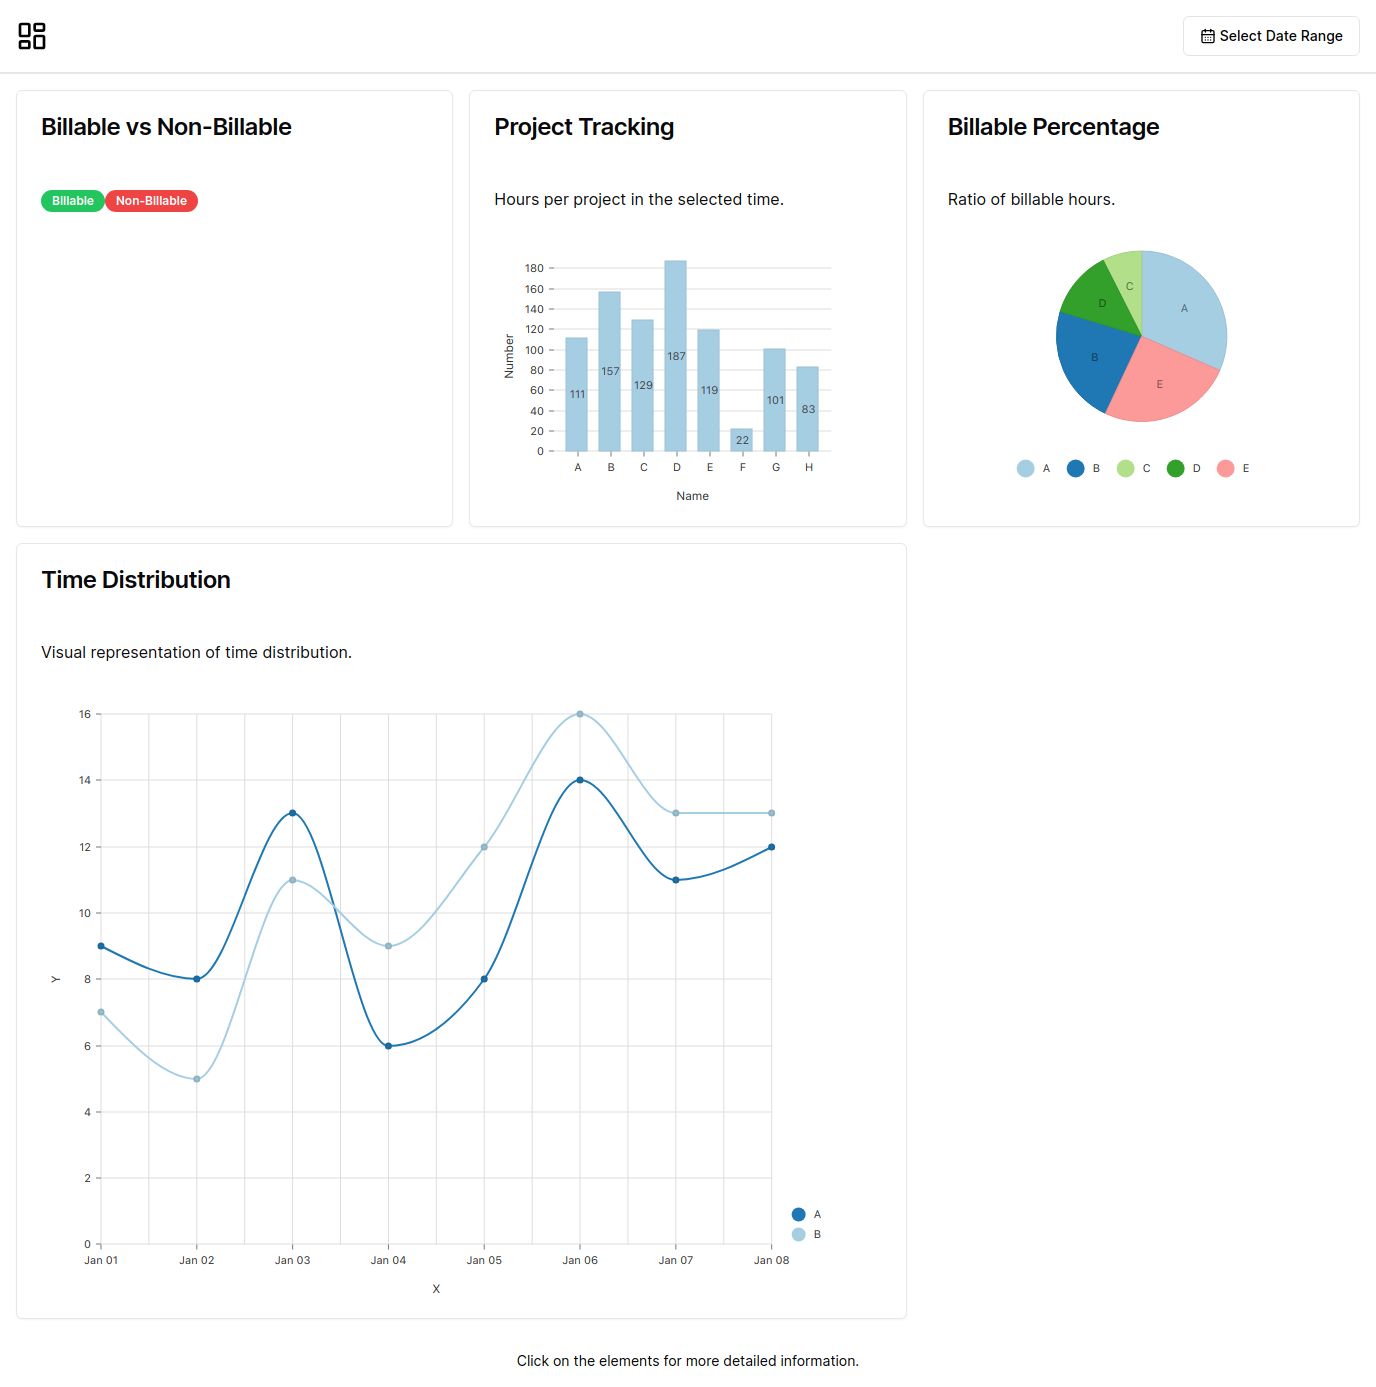 Select Date Range
Billable vs Non-Billable
Billable Non-Billable
Project Tracking
Hours per project in the selected time.
Number
180
160
140
120
100
80
60
40
20
0
111 157 129 187 119 22 101 83
A B C D E F G H
Name
Billable Percentage
Ratio of billable hours.
C
A
D
B
E
A B C D E
Time Distribution
Visual representation of time distribution.
Y
16
14
12
10
8
6
4
2
0
Jan 01 Jan 02 Jan 03 Jan 04 Jan 05 Jan 06 Jan 07 Jan 08
X
A
B
Click on the elements for more detailed information.